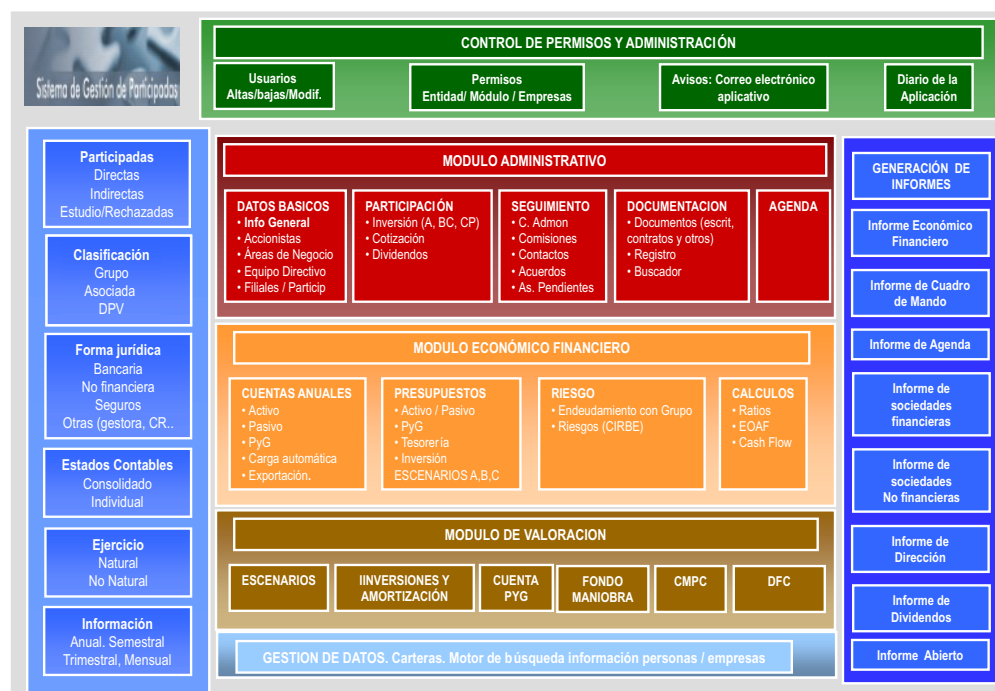 Sistema de Gestión de Participadas
CONTROL DE PERMISOS Y ADMINISTRACIÓN
Usuarios
Altas/bajas/Modif.
Permisos
Entidad/ Módulo / Empresas
Avisos: Correo electrónico
aplicativo
Diario de la
Aplicación
Participadas
Directas
Indirectas
Estudio/Rechazadas
Clasificación
Grupo
Asociada
DPV
Forma jurídica
Bancaria
No financiera
Seguros
Otras (gestora, CR..
Estados Contables
Consolidado
Individual
Ejercicio
Natural
No Natural
Información
Anual. Semestral
Trimestral, Mensual
MODULO ADMINISTRATIVO
DATOS BASICOS
• Info General
• Accionistas
• Áreas de Negocio
• Equipo Directivo
• Filiales / Particip
PARTICIPACIÓN
• Inversión (A, BC, CP)
• Cotización
• Dividendos
SEGUIMIENTO
• C. Admon
• Comisiones
• Contactos
• Acuerdos
• As. Pendientes
DOCUMENTACION
• Documentos (escrit,
contratos y otros)
• Registro
• Buscador
AGENDA
MODULO ECONÓMICO FINANCIERO
CUENTAS ANUALES
• Activo
• Pasivo
• PyG
• Carga automática
• Exportación.
PRESUPUESTOS
• Activo / Pasivo
• PyG
• Tesorería
• Inversión
ESCENARIOS A,B,C
RIESGO
• Endeudamiento con Grupo
• Riesgos (CIRBE)
CALCULOS
• Ratios
• EOAF
• Cash Flow
MODULO DE VALORACION
ESCENARIOS
IINVERSIONES Y
AMORTIZACIÓN
CUENTA
PYG
FONDO
MANIOBRA
CMPC
DFC
GESTION DE DATOS. Carteras. Motor de búsqueda información personas / empresas
GENERACIÓN DE
INFORMES
Informe Económico
Financiero
Informe de Cuadro
de Mando
Informe de Agenda
Informe de
sociedades
financieras
Informe de
sociedades
No financieras
Informe de
Dirección
Informe de
Dividendos
Informe Abierto